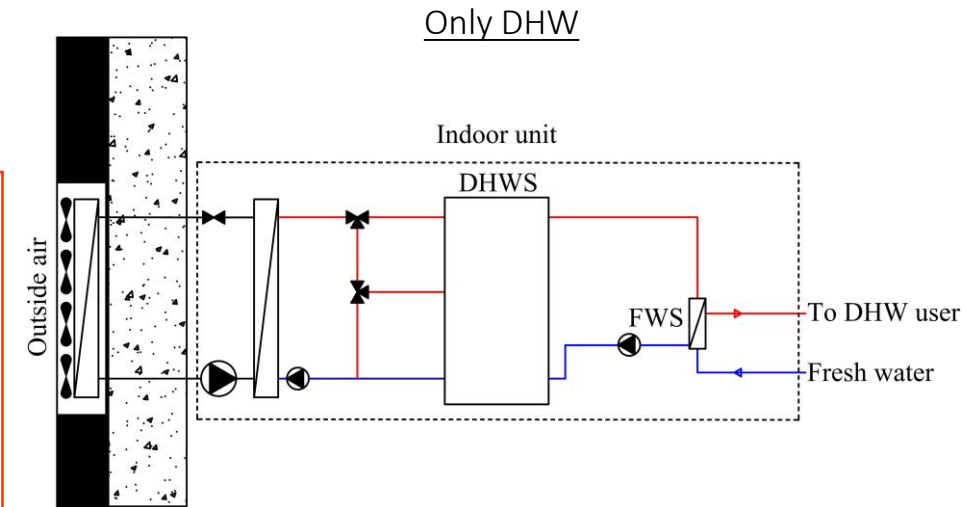 Only DHW
Indoor unit
DHWS
Outside air
FWS
To DHW user
Fresh water